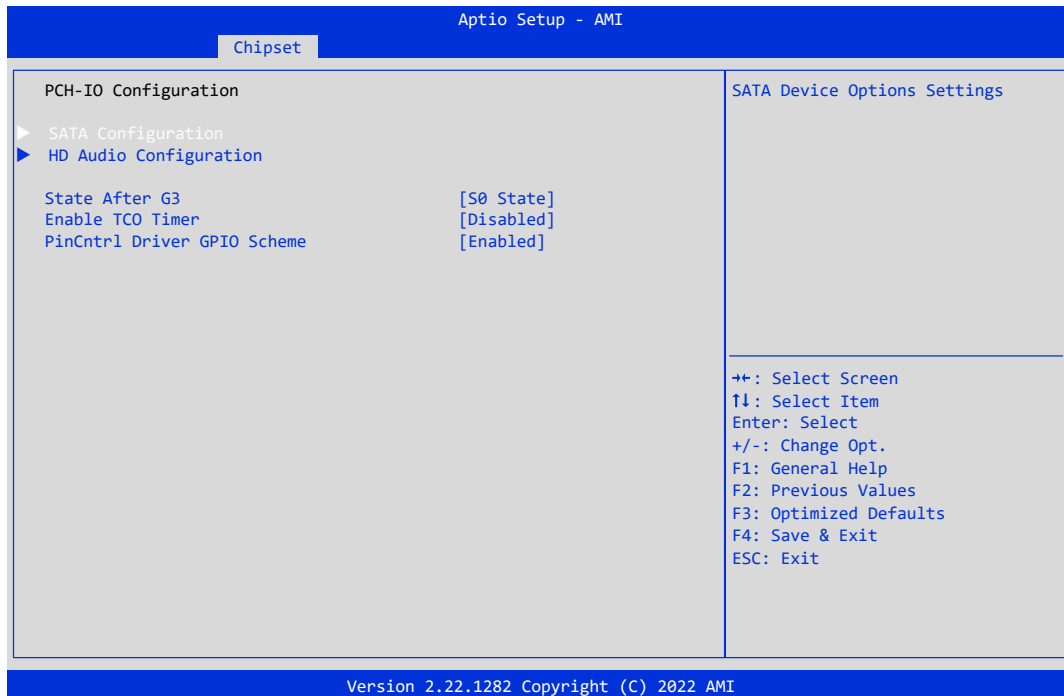 Aptio Setup - AMI
Chipset
PCH-IO Configuration
▶ SATA Configuration
▶ HD Audio Configuration
State After G3 [S0 State]
Enable TCO Timer [Disabled]
PinCntrl Driver GPIO Scheme [Enabled]
SATA Device Options Settings
→←: Select Screen
↑↓: Select Item
Enter: Select
+/-: Change Opt.
F1: General Help
F2: Previous Values
F3: Optimized Defaults
F4: Save & Exit
ESC: Exit
Version 2.22.1282 Copyright (C) 2022 AMI